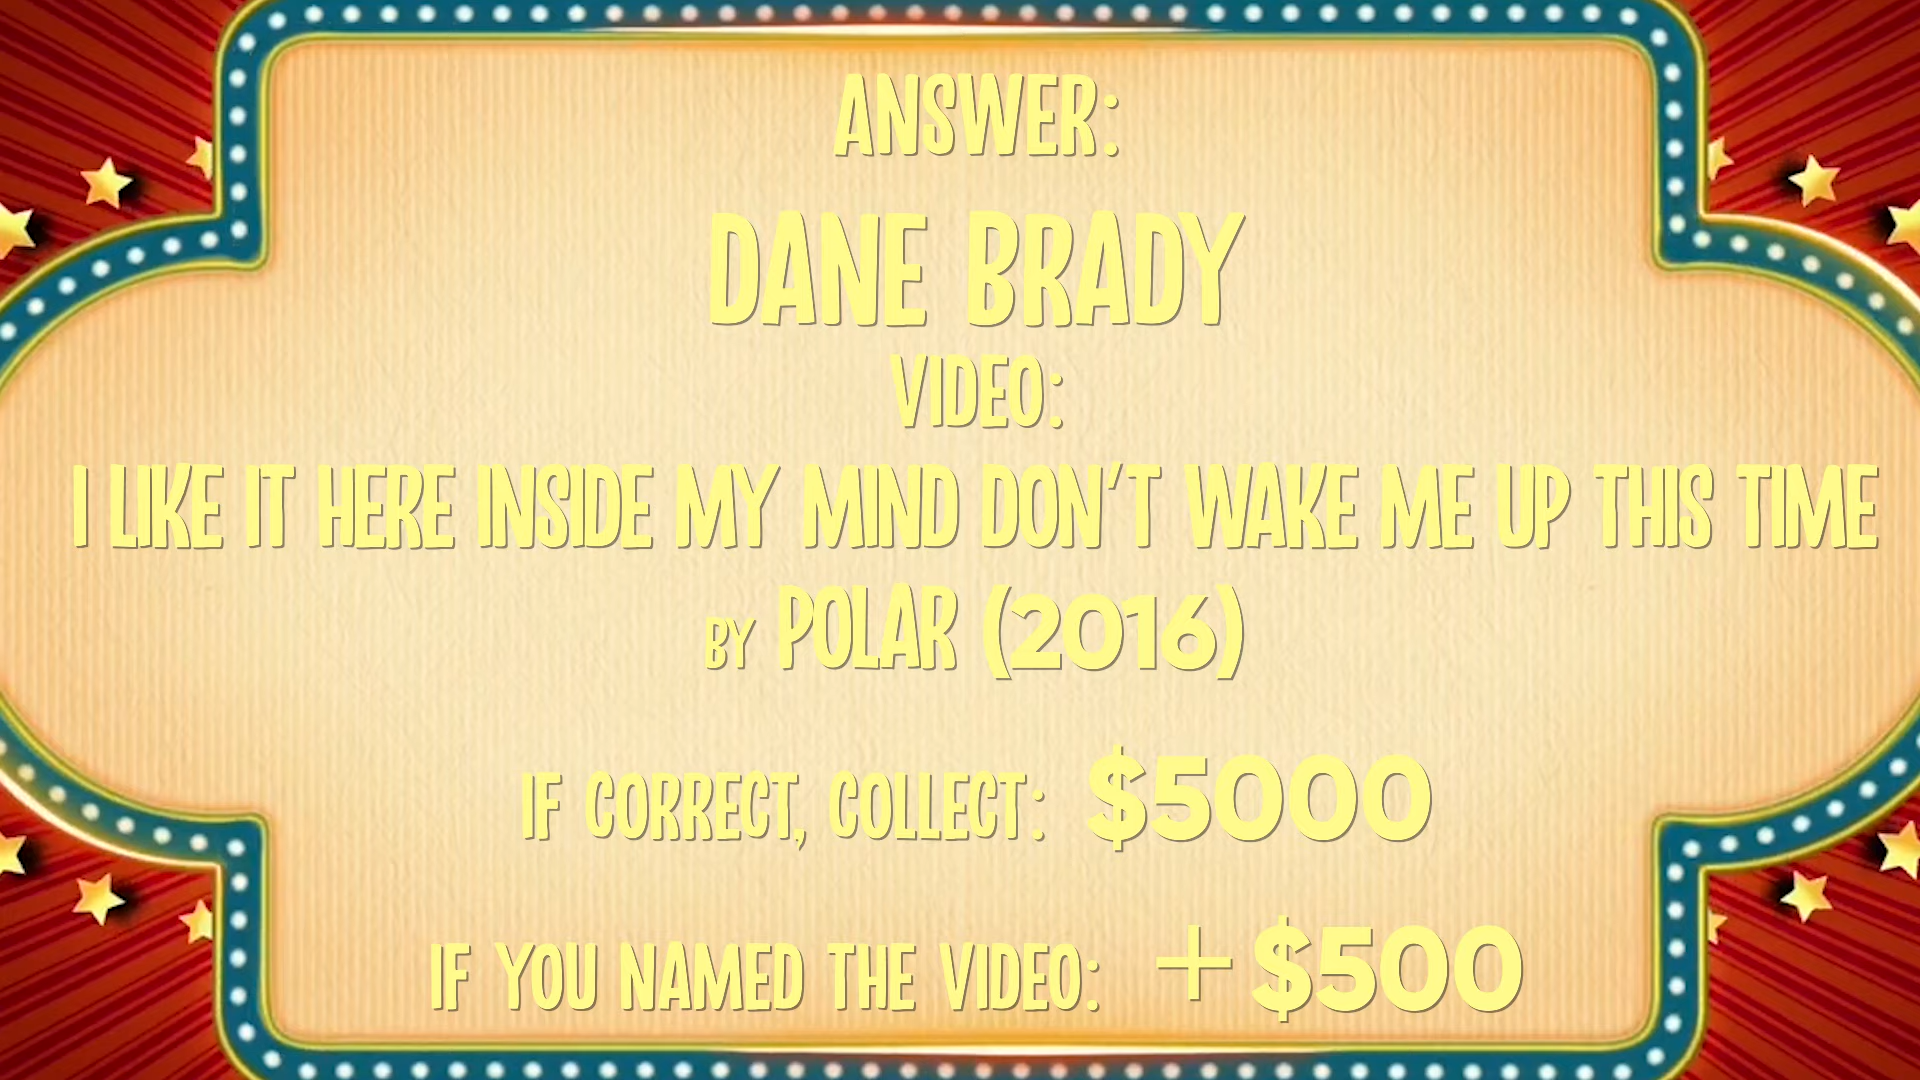 ANSWER:
DANE BRADY
VIDEO:
I LIKE IT HERE INSIDE MY MIND DON'T WAKE ME UP THIS TIME
BY POLAR (2016)
IF CORRECT, COLLECT: $5000
IF YOU NAMED THE VIDEO: +$500